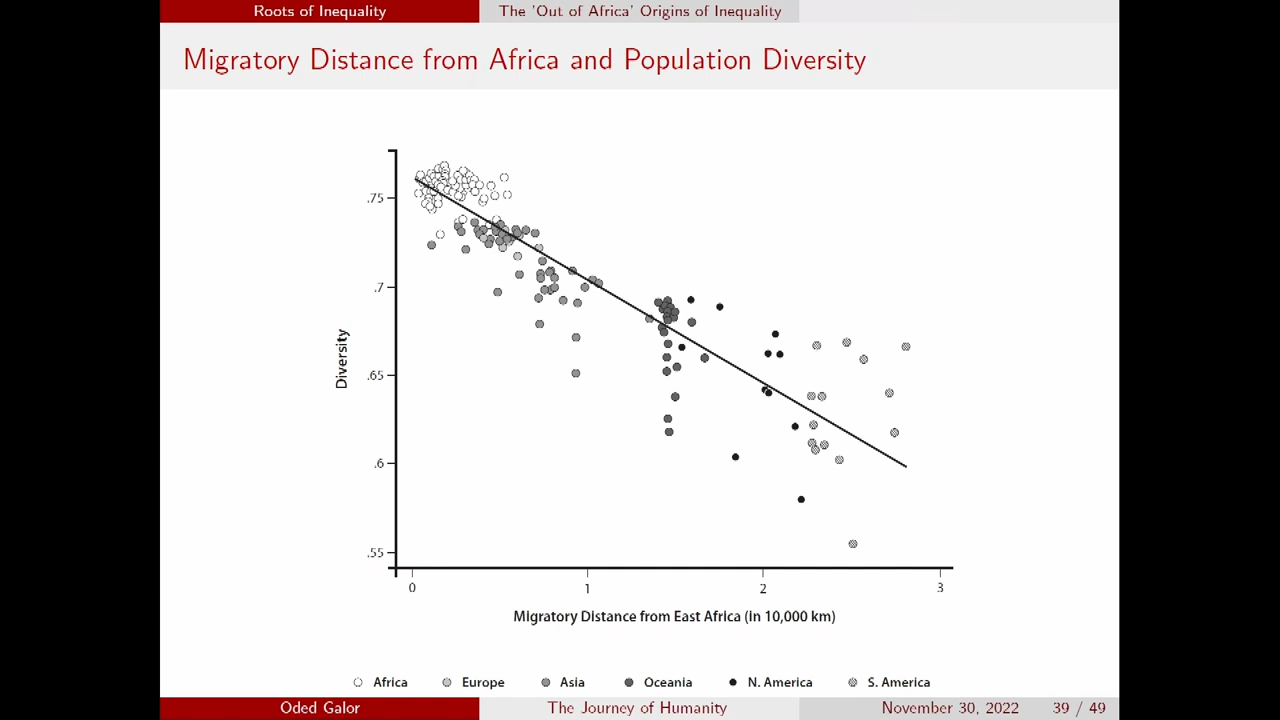 Roots of Inequality The 'Out of Africa' Origins of Inequality
Migratory Distance from Africa and Population Diversity
.75
.7
.65
.6
.55
Diversity
0 1 2 3
Migratory Distance from East Africa (in 10,000 km)
Africa Europe Asia Oceania N. America S. America
Oded Galor The Journey of Humanity November 30, 2022 39 / 49